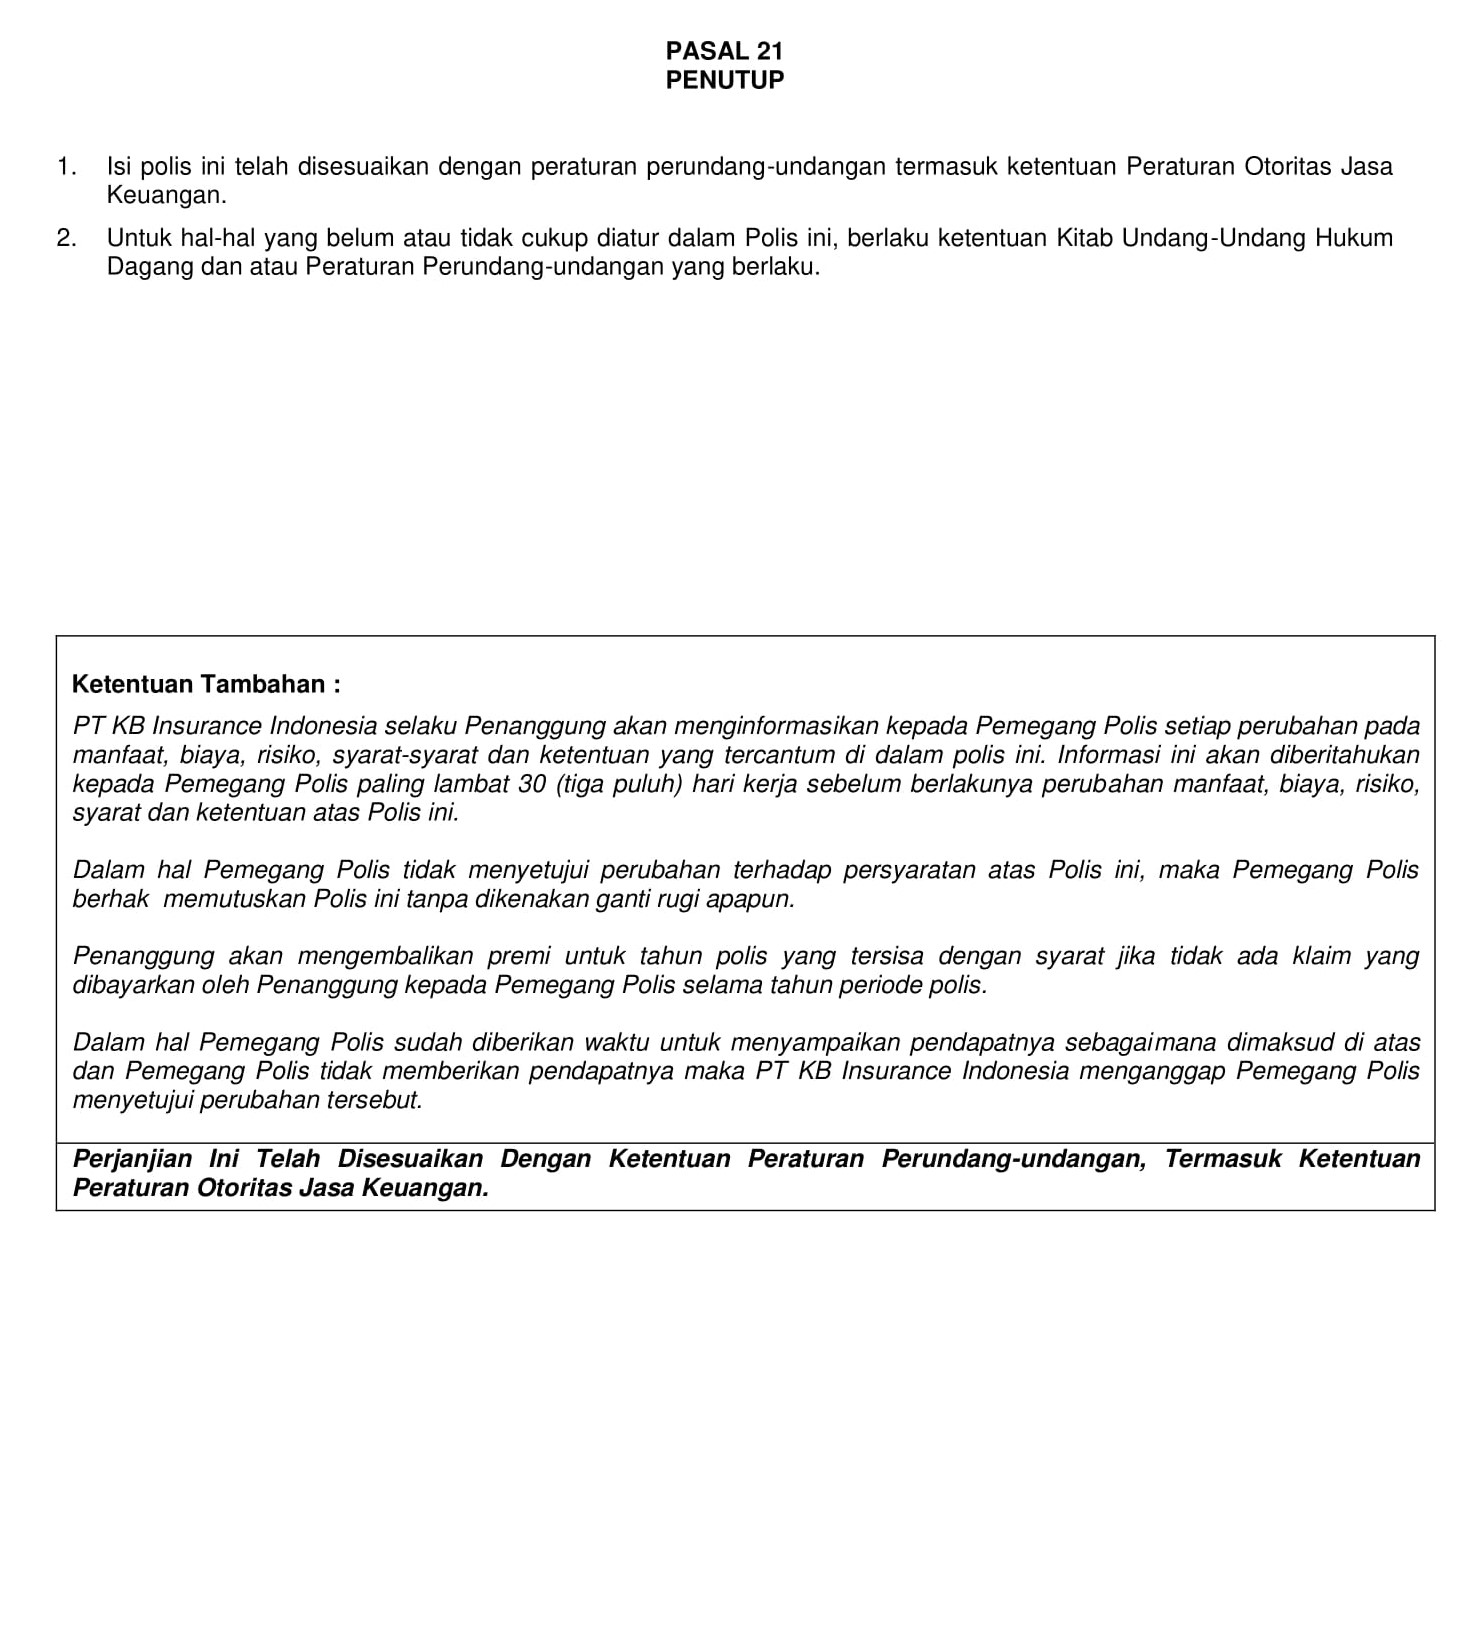 PASAL 21
PENUTUP
1. Isi polis ini telah disesuaikan dengan peraturan perundang-undangan termasuk ketentuan Peraturan Otoritas Jasa
Keuangan.
2. Untuk hal-hal yang belum atau tidak cukup diatur dalam Polis ini, berlaku ketentuan Kitab Undang-Undang Hukum
Dagang dan atau Peraturan Perundang-undangan yang berlaku.
Ketentuan Tambahan :
PT KB Insurance Indonesia selaku Penanggung akan menginformasikan kepada Pemegang Polis setiap perubahan pada
manfaat, biaya, risiko, syarat-syarat dan ketentuan yang tercantum di dalam polis ini. Informasi ini akan diberitahukan
kepada Pemegang Polis paling lambat 30 (tiga puluh) hari kerja sebelum berlakunya perubahan manfaat, biaya, risiko,
syarat dan ketentuan atas Polis ini.
Dalam hal Pemegang Polis tidak menyetujui perubahan terhadap persyaratan atas Polis ini, maka Pemegang Polis
berhak memutuskan Polis ini tanpa dikenakan ganti rugi apapun.
Penanggung akan mengembalikan premi untuk tahun polis yang tersisa dengan syarat jika tidak ada klaim yang
dibayarkan oleh Penanggung kepada Pemegang Polis selama tahun periode polis.
Dalam hal Pemegang Polis sudah diberikan waktu untuk menyampaikan pendapatnya sebagaimana dimaksud di atas
dan Pemegang Polis tidak memberikan pendapatnya maka PT KB Insurance Indonesia menganggap Pemegang Polis
menyetujui perubahan tersebut.
Perjanjian Ini Telah Disesuaikan Dengan Ketentuan Peraturan Perundang-undangan, Termasuk Ketentuan
Peraturan Otoritas Jasa Keuangan.